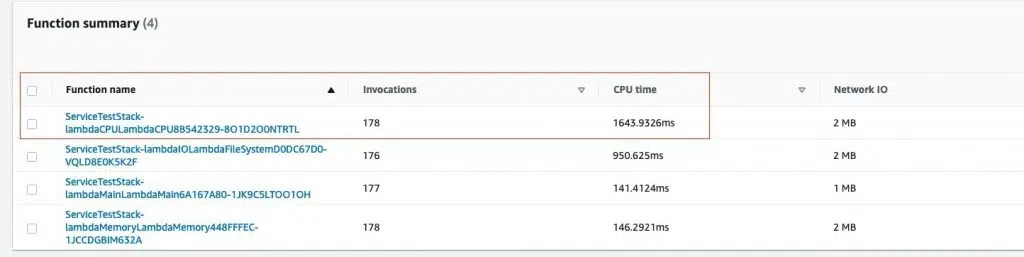 Function summary (4)
Function name Invocations CPU time Network IO
ServiceTestStack-
lambdaCPULambdaCPU8B542329-8O1D2O0NTRTL 178 1643.9326ms 2 MB
ServiceTestStack-lambdaIOLambdaFileSystemD0DC67D0-
VQLD8E0K5K2F 176 950.625ms 2 MB
ServiceTestStack-
lambdaMainLambdaMain6A167A80-1JK9C5LTOO1OH 177 141.4124ms 1 MB
ServiceTestStack-
lambdaMemoryLambdaMemory448FFFEC-
1JCCDGBIM632A 178 146.2921ms 2 MB